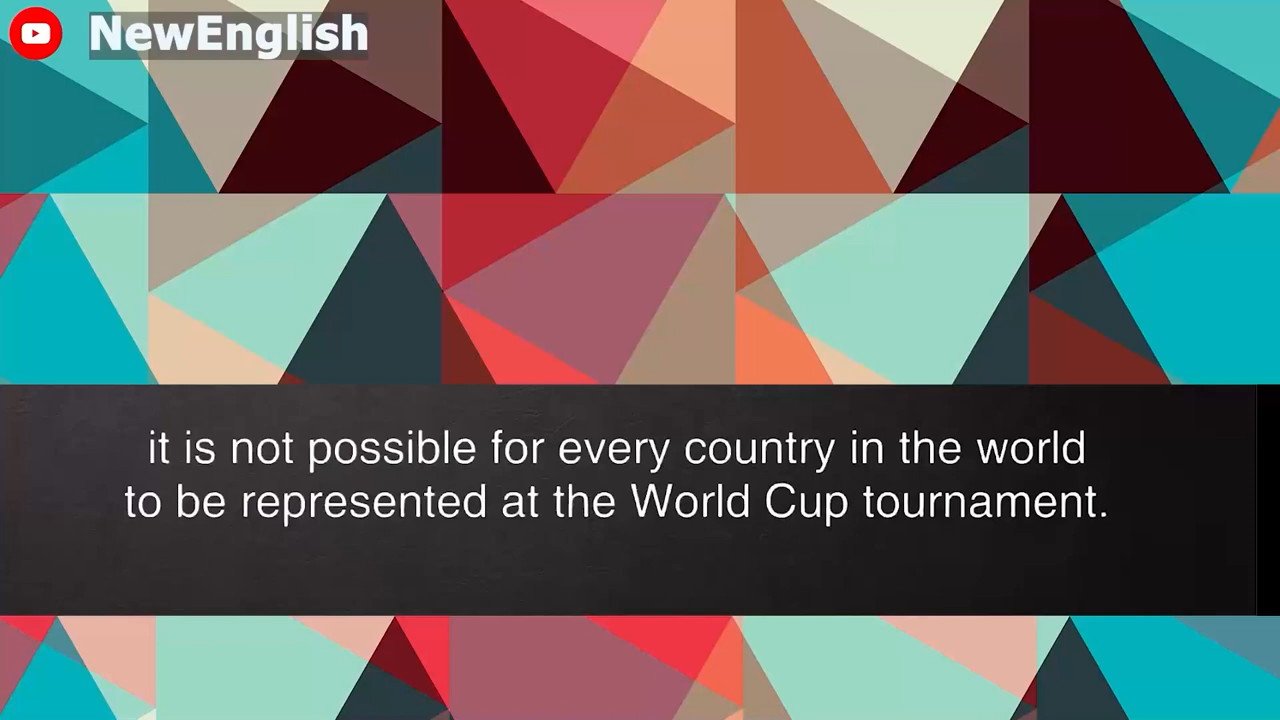 NewEnglish
it is not possible for every country in the world
to be represented at the World Cup tournament.